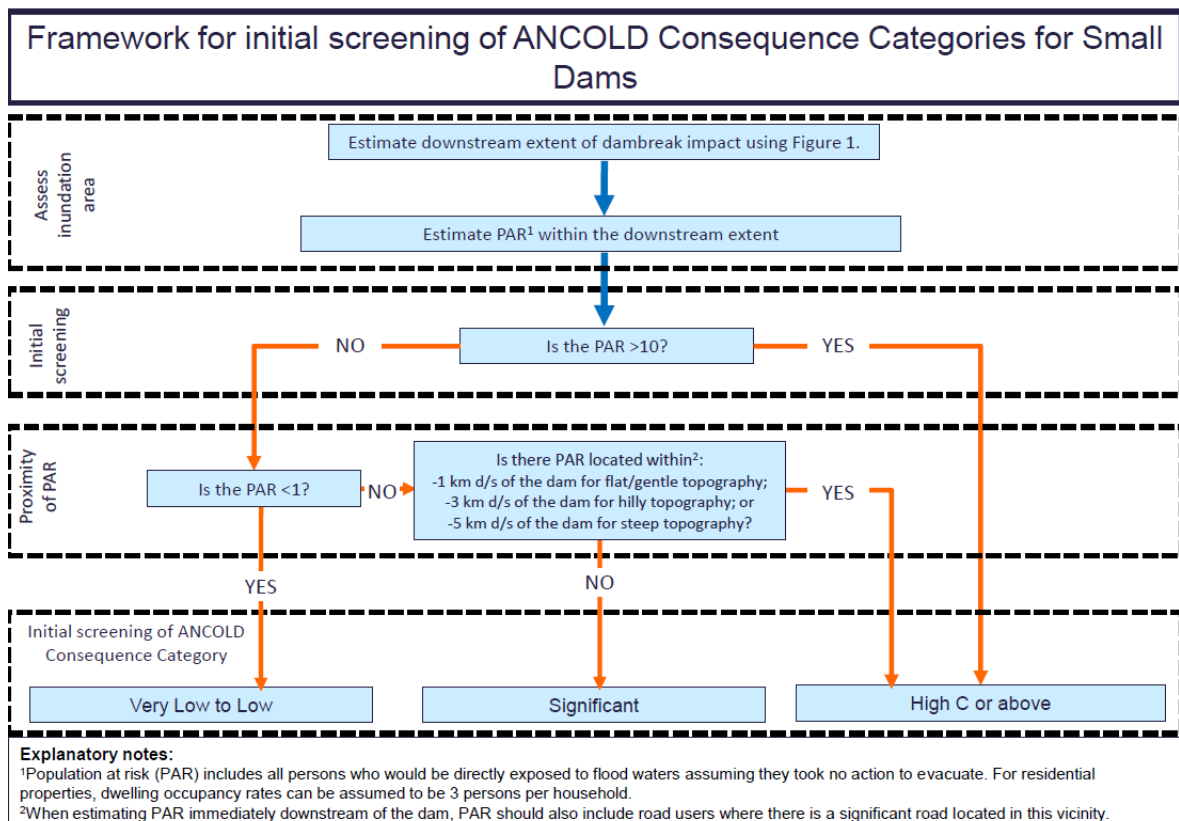 Framework for initial screening of ANCOLD Consequence Categories for Small
Dams
Assess
inundation
area
Estimate downstream extent of dambreak impact using Figure 1.
Estimate PAR¹ within the downstream extent
Initial
screening
NO
Is the PAR >10?
YES
Proximity
of PAR
Is the PAR <1?
NO
Is there PAR located within²:
-1 km d/s of the dam for flat/gentle topography;
-3 km d/s of the dam for hilly topography; or
-5 km d/s of the dam for steep topography?
YES
YES
NO
Initial screening of ANCOLD
Consequence Category
Very Low to Low
Significant
High C or above
Explanatory notes:
¹Population at risk (PAR) includes all persons who would be directly exposed to flood waters assuming they took no action to evacuate. For residential
properties, dwelling occupancy rates can be assumed to be 3 persons per household.
²When estimating PAR immediately downstream of the dam, PAR should also include road users where there is a significant road located in this vicinity.